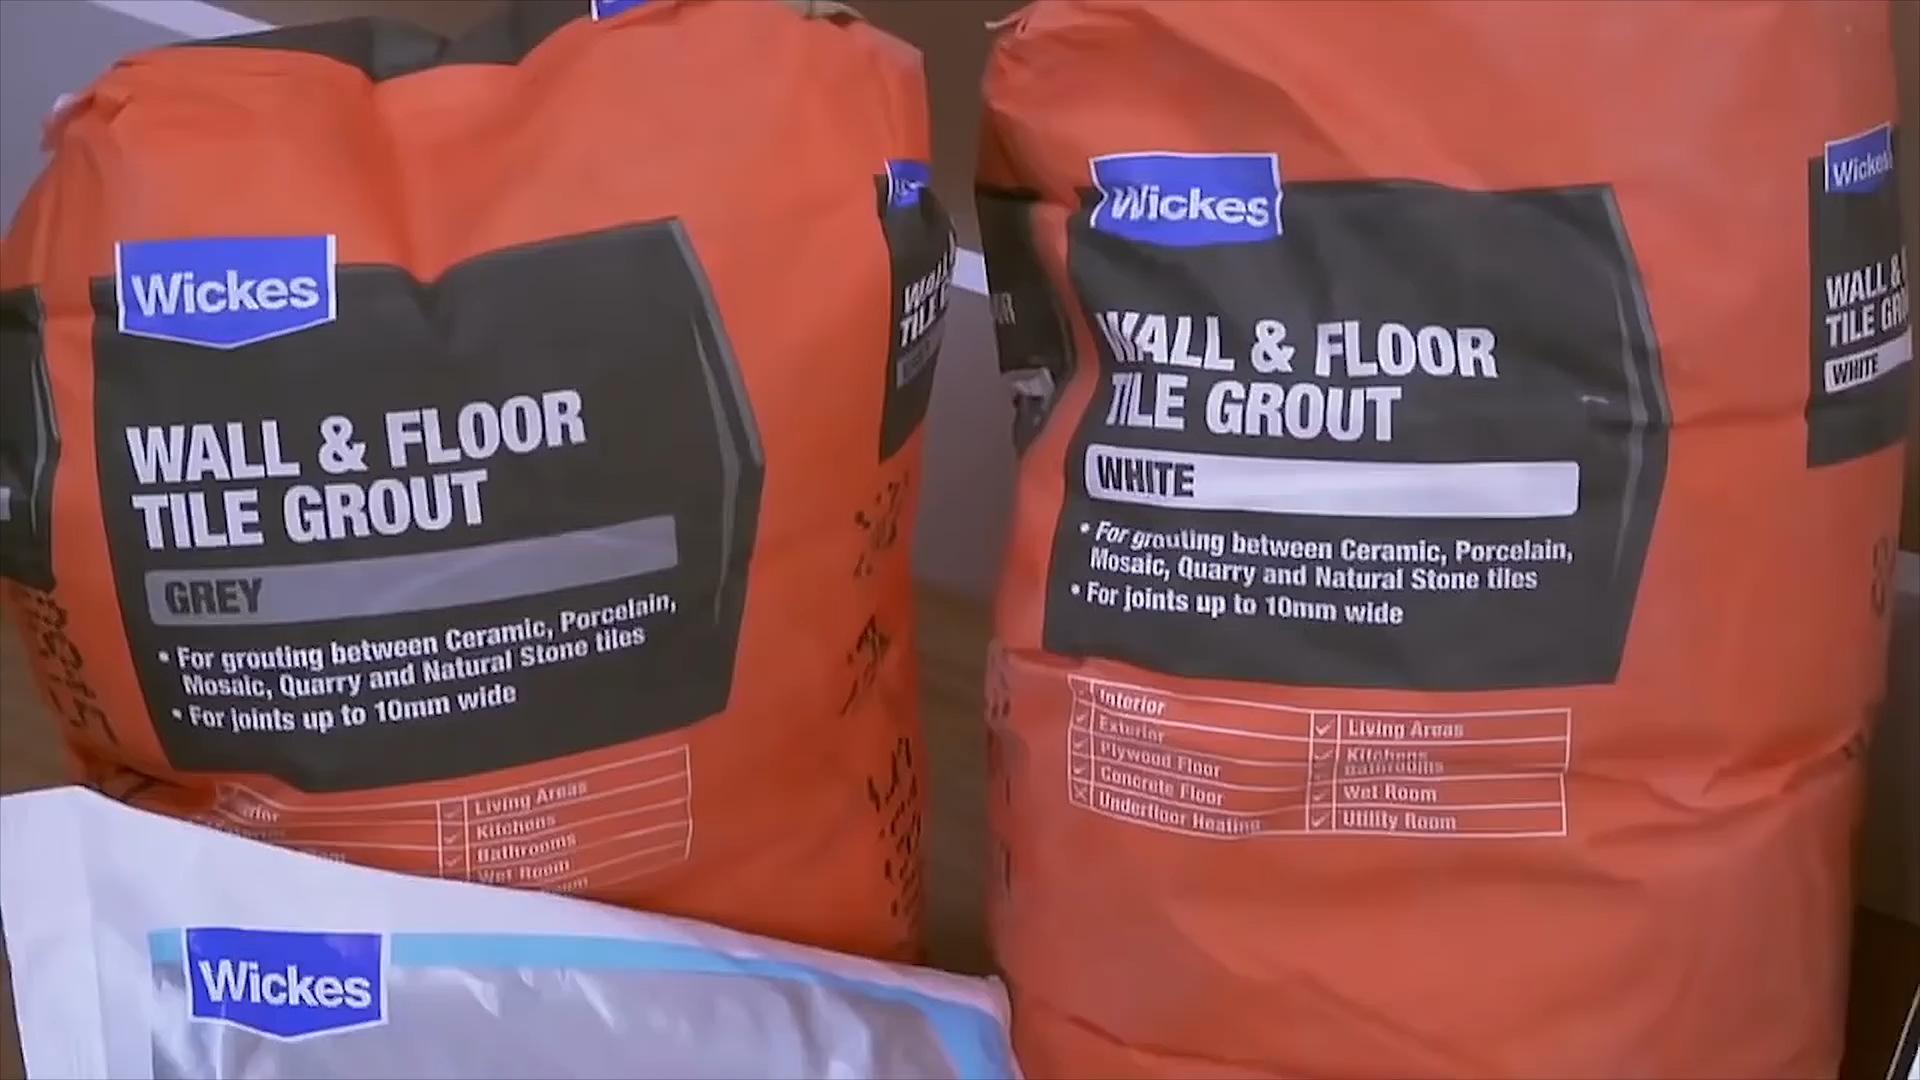 Wickes
WALL & FLOOR
TILE GROUT
GREY
• For grouting between Ceramic, Porcelain,
Mosaic, Quarry and Natural Stone tiles
• For joints up to 10mm wide
Living Areas
Kitchens
Bathrooms
Wet Room
Wickes
Wickes
WALL & FLOOR
TILE GROUT
WHITE
• For grouting between Ceramic, Porcelain,
Mosaic, Quarry and Natural Stone tiles
• For joints up to 10mm wide
Interior
Exterior
Plywood Floor
Concrete Floor
Underfloor Heating
Living Areas
Kitchens
Bathrooms
Wet Room
Utility Room
Wickes
WALL &
TILE
WHITE